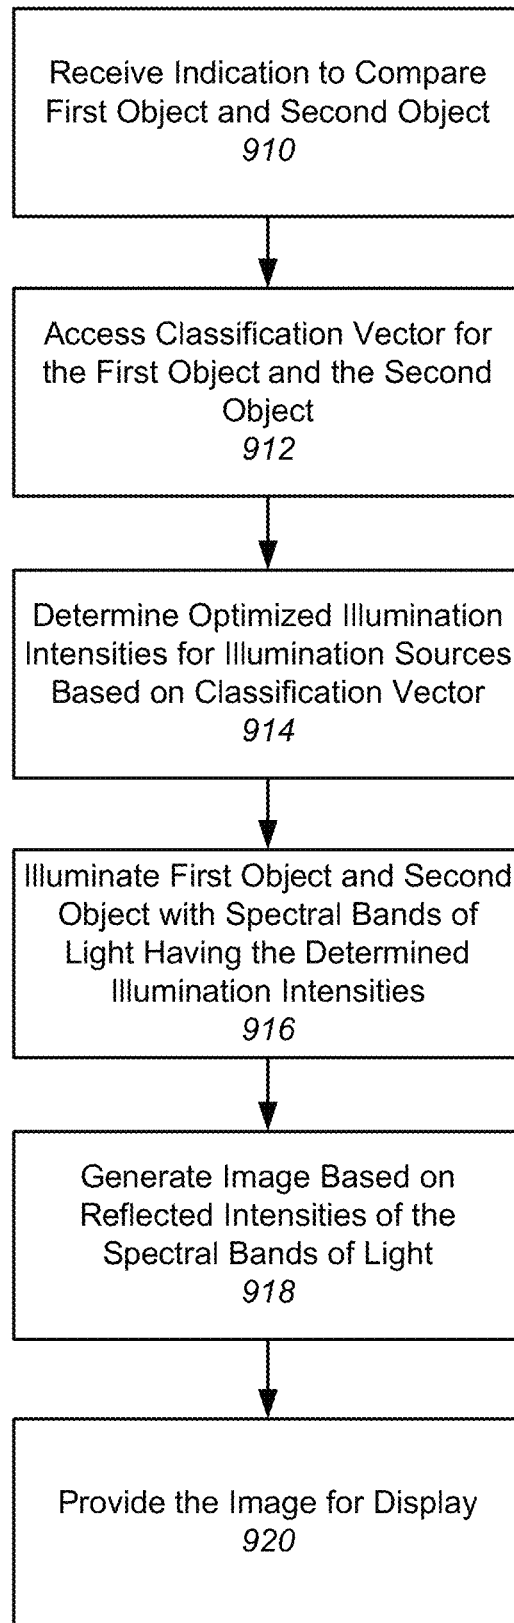 Receive Indication to Compare
First Object and Second Object
910
Access Classification Vector for
the First Object and the Second
Object
912
Determine Optimized Illumination
Intensities for Illumination Sources
Based on Classification Vector
914
Illuminate First Object and Second
Object with Spectral Bands of
Light Having the Determined
Illumination Intensities
916
Generate Image Based on
Reflected Intensities of the
Spectral Bands of Light
918
Provide the Image for Display
920